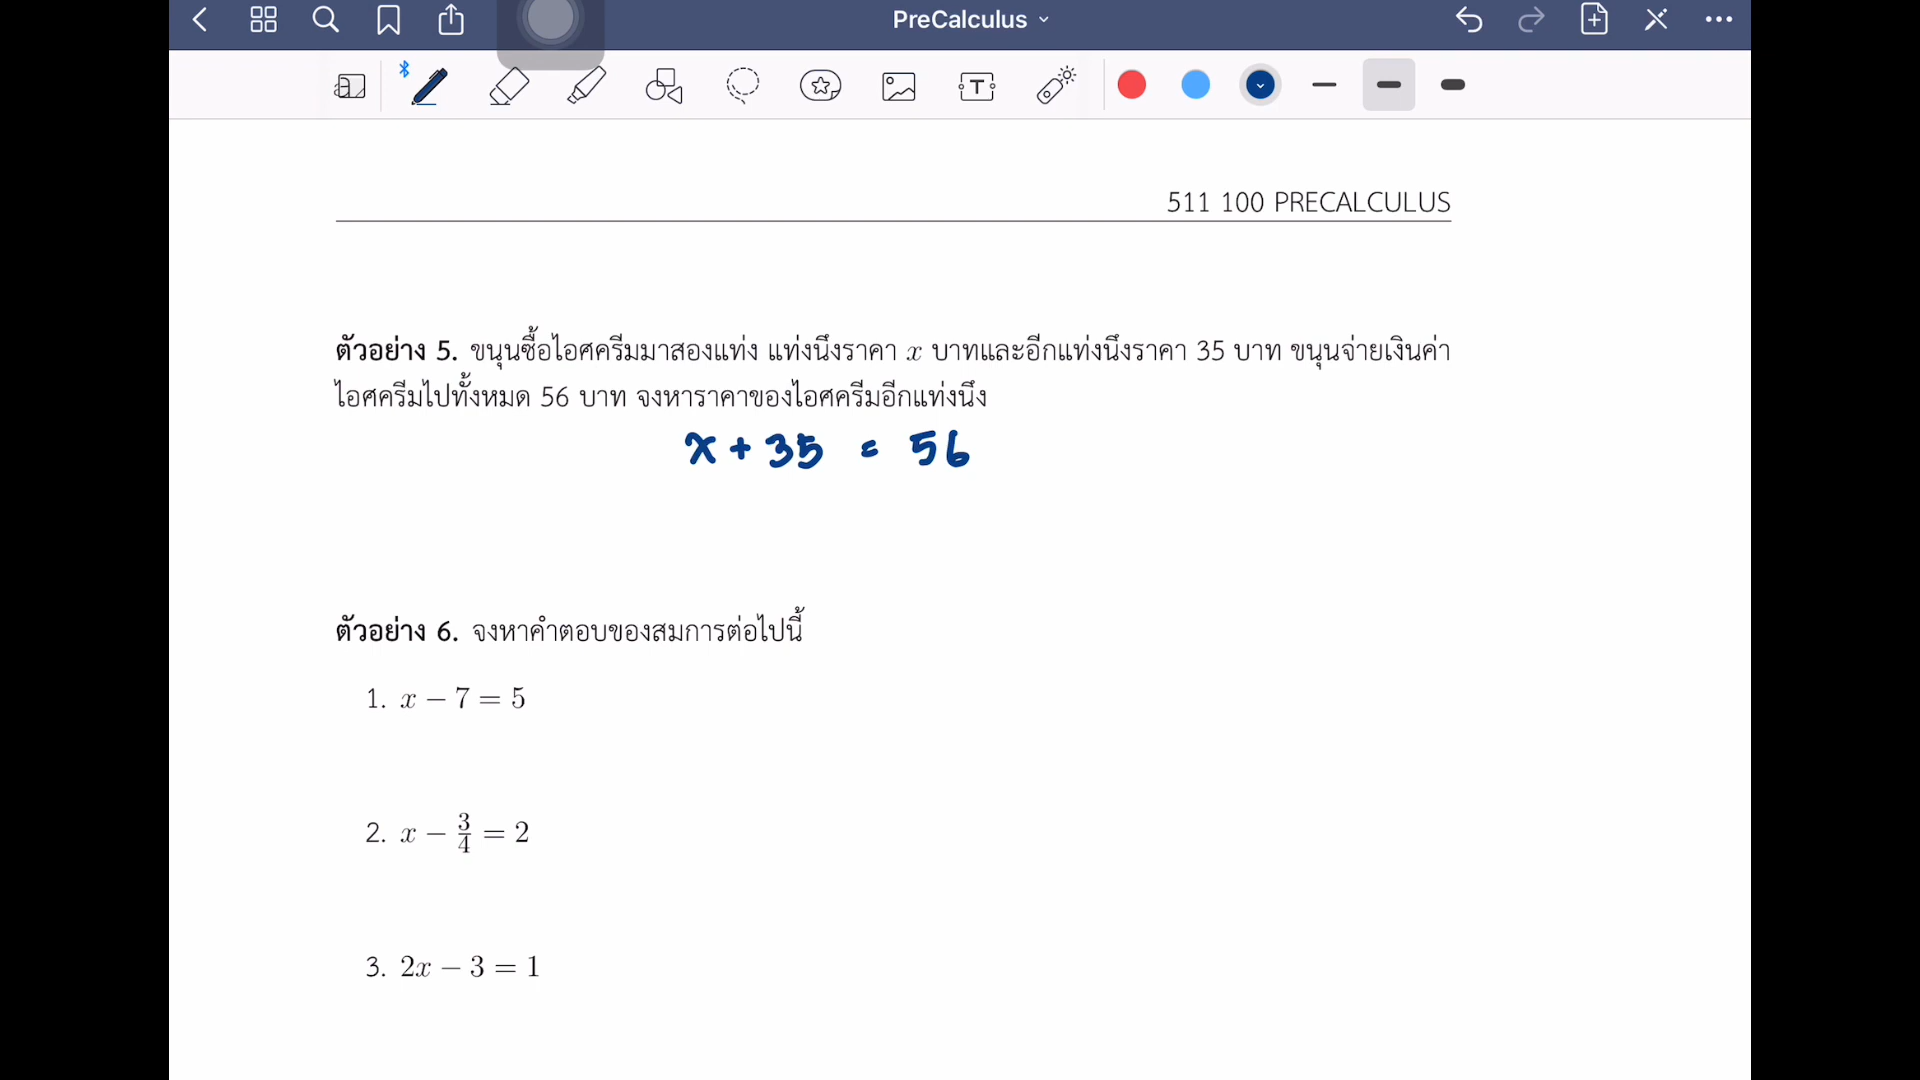 PreCalculus
511 100 PRECALCULUS
ตัวอย่าง 5. ขนุนซื้อไอศครีมมาสองแท่ง แท่งนึงราคา x บาทและอีกแท่งนึงราคา 35 บาท ขนุนจ่ายเงินค่า
ไอศครีมไปทั้งหมด 56 บาท จงหาราคาของไอศครีมอีกแท่งนึง
x + 35 = 56
ตัวอย่าง 6. จงหาคำตอบของสมการต่อไปนี้
1. x − 7 = 5
2. x − 3/4 = 2
3. 2x − 3 = 1